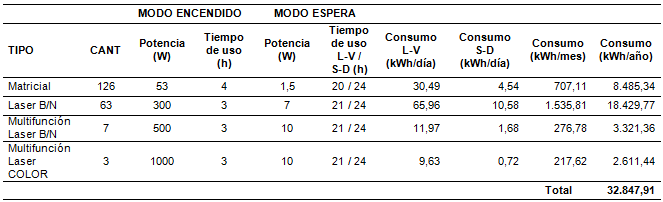 MODO ENCENDIDO MODO ESPERA
TIPO CANT Potencia (W) Tiempo de uso (h) Potencia (W) Tiempo de uso L-V / S-D (h) Consumo L-V (kWh/día) Consumo S-D (kWh/día) Consumo (kWh/mes) Consumo (kWh/año)
Matricial 126 53 4 1,5 20 / 24 30,49 4,54 707,11 8.485,34
Laser B/N 63 300 3 7 21 / 24 65,96 10,58 1.535,81 18.429,77
Multifunción Laser B/N 7 500 3 10 21 / 24 11,97 1,68 276,78 3.321,36
Multifunción Laser COLOR 3 1000 3 10 21 / 24 9,63 0,72 217,62 2.611,44
Total 32.847,91